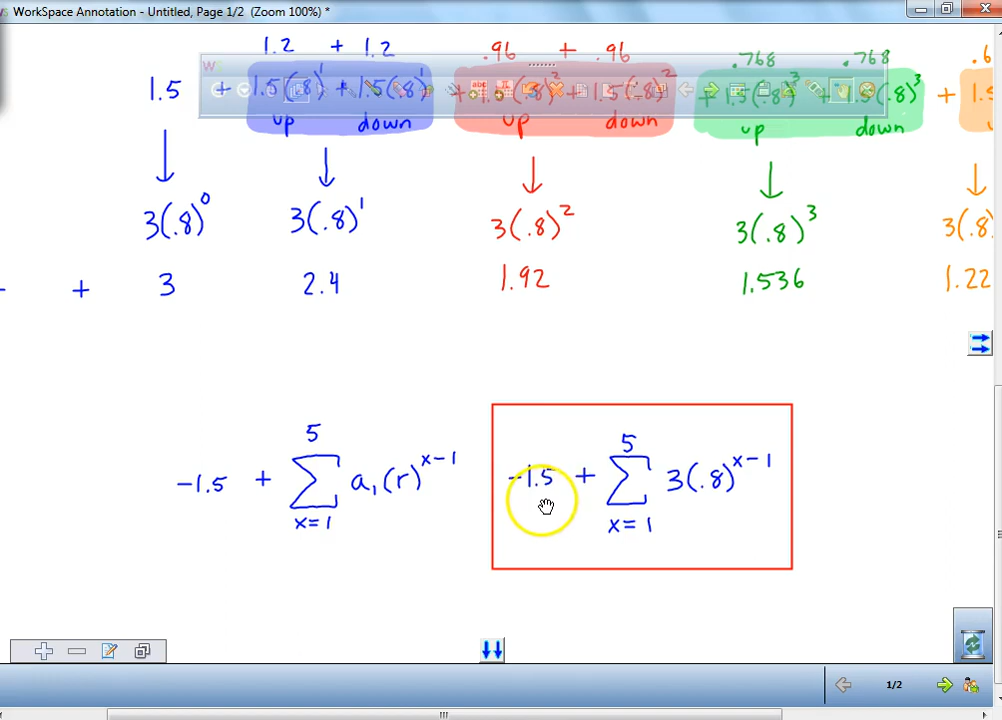 WorkSpace Annotation - Untitled, Page 1/2 (Zoom 100%) *
1.2 + 1.2 .96 + .96 .768 .768 .6
1.5 + 1.5(.8)¹ + 1.5(.8)¹ + 1.5(.8)² + 1.5(.8)² + 1.5(.8)³ + 1.5(.8)³ +
up down up down up down
3(.8)⁰ 3(.8)¹ 3(.8)² 3(.8)³ 3(.8)
+ 3 2.4 1.92 1.536 1.22
5 5
-1.5 + ∑ a₁(r)ˣ⁻¹ -1.5 + ∑ 3(.8)ˣ⁻¹
x=1 x=1
1/2